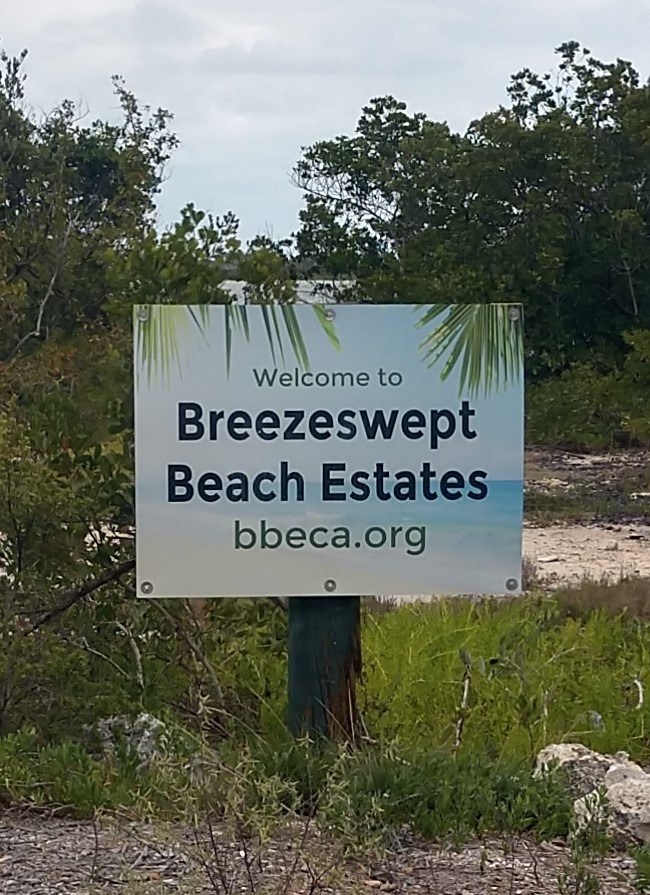 Welcome to
Breezeswept
Beach Estates
bbeca.org